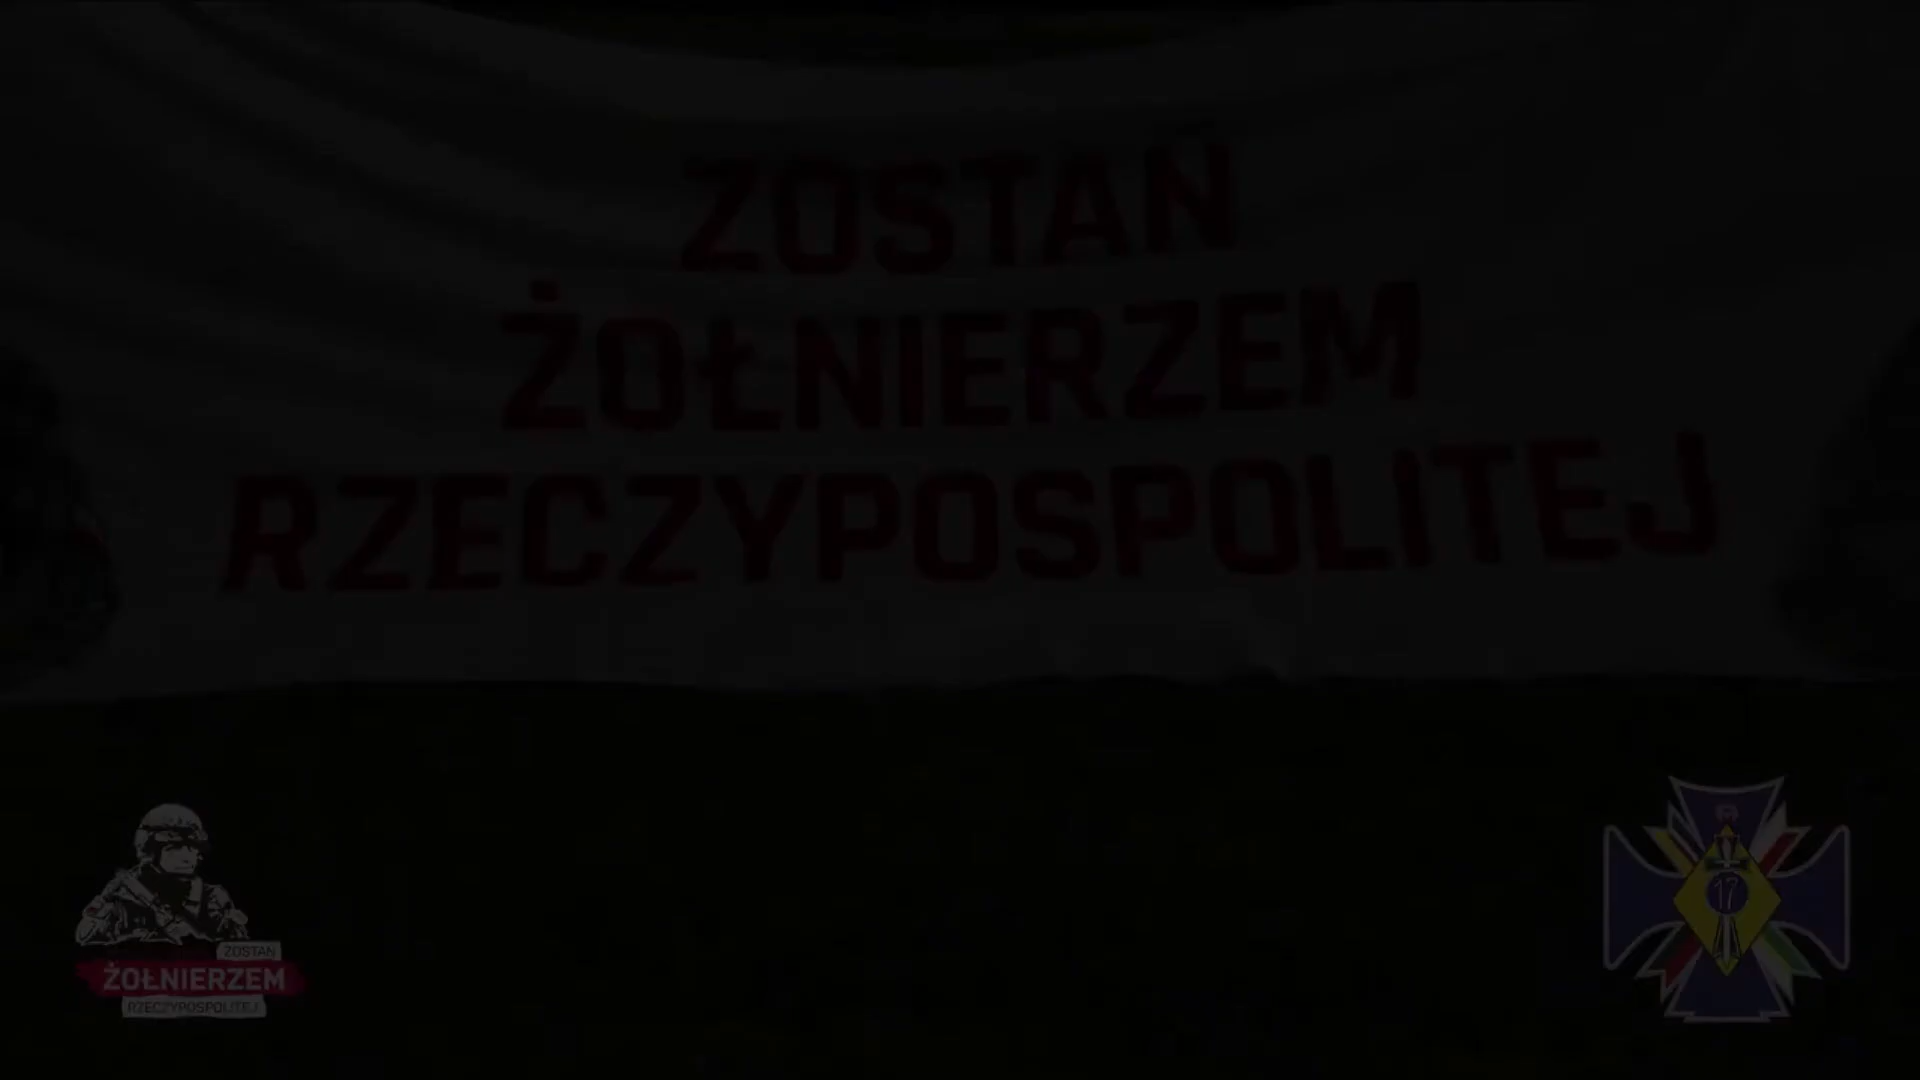 ZOSTAŃ
ŻOŁNIERZEM
RZECZYPOSPOLITEJ
ZOSTAŃ
ŻOŁNIERZEM
RZECZYPOSPOLITEJ
17